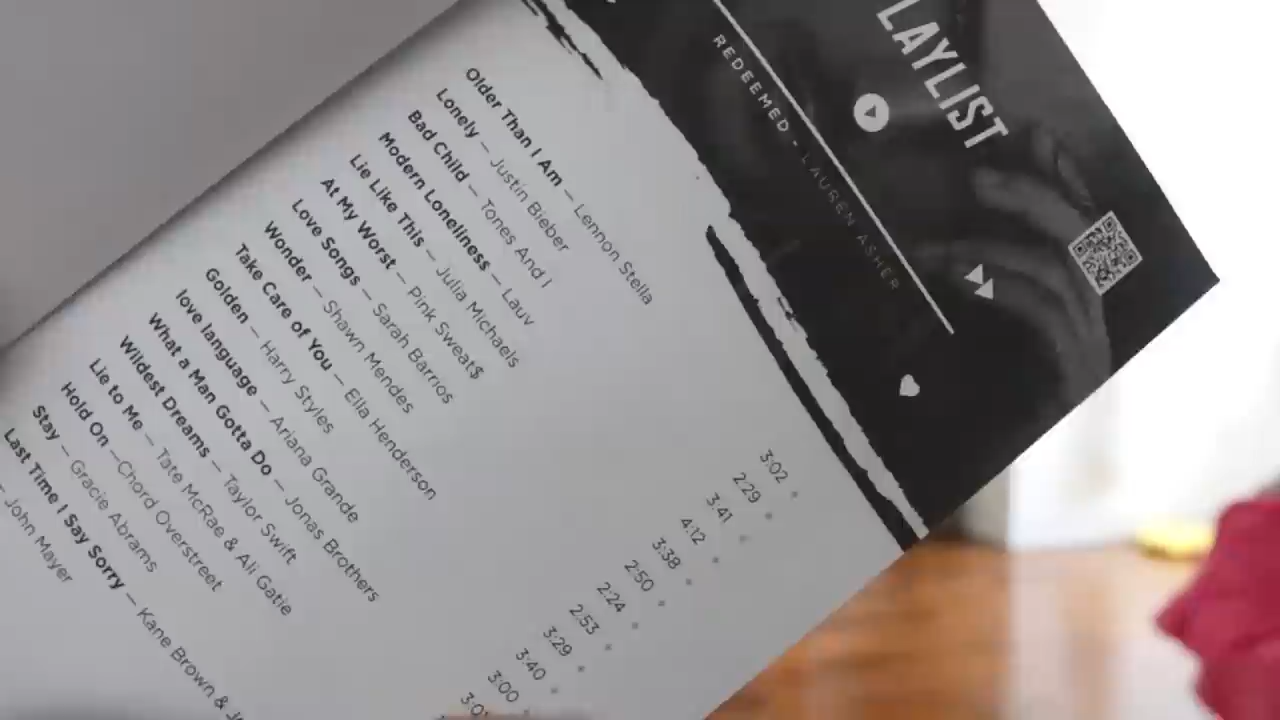 LAYLIST
REDEEMED - LAUREN ASHER
Older Than I Am — Lennon Stella 3:02
Lonely — Justin Bieber 2:29
Bad Child — Tones And I 3:41
Modern Loneliness — Lauv 4:12
Lie Like This — Julia Michaels 3:38
At My Worst — Pink Sweat$ 2:50
Love Songs — Sarah Barrios 2:24
Wonder — Shawn Mendes 2:53
Take Care of You — Ella Henderson 3:29
Golden — Harry Styles 3:40
love language — Ariana Grande 3:00
What a Man Gotta Do — Jonas Brothers 3:01
Wildest Dreams — Taylor Swift
Lie to Me — Tate McRae & Ali Gatie
Hold On —Chord Overstreet
Stay — Gracie Abrams
Last Time I Say Sorry — Kane Brown & Jo
— John Mayer